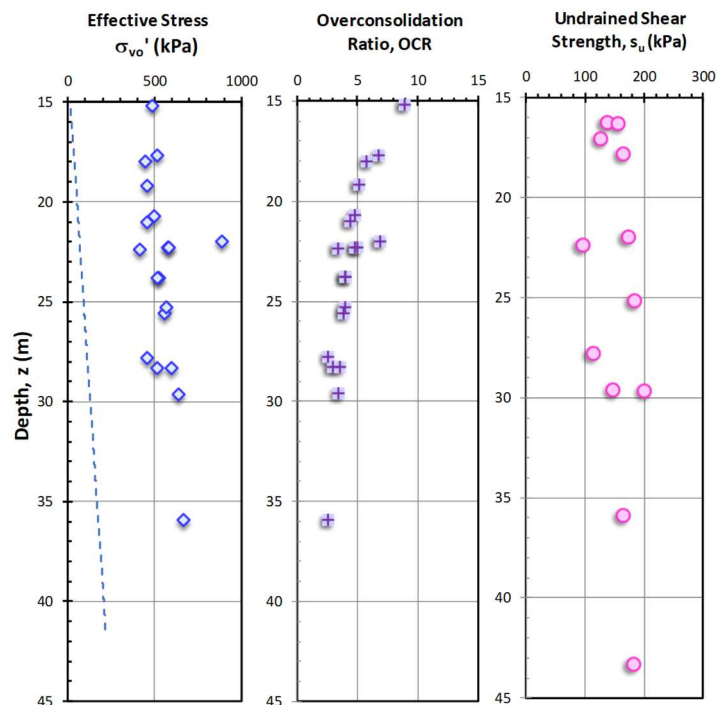 Effective Stress
σvo' (kPa)
0 500 1000
15
20
25
30
35
40
45
Depth, z (m)
Overconsolidation
Ratio, OCR
0 5 10 15
15
20
25
30
35
40
45
Undrained Shear
Strength, su (kPa)
0 100 200 300
15
20
25
30
35
40
45